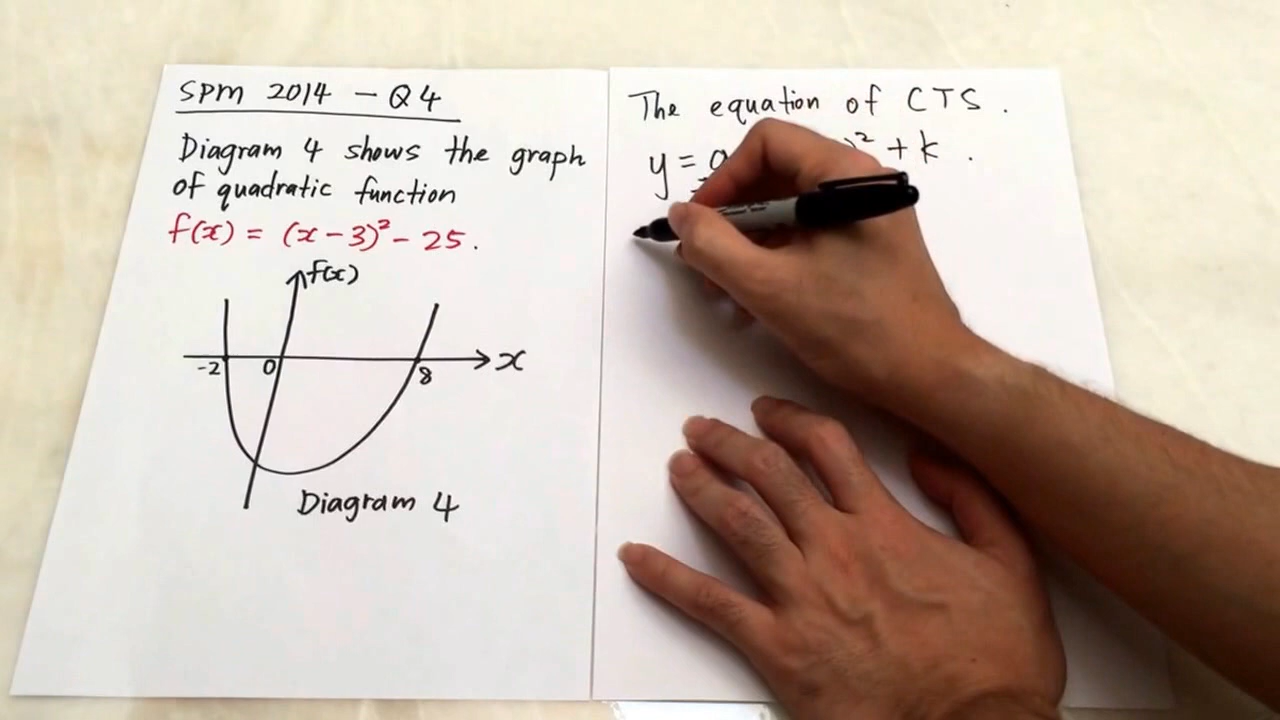 SPM 2014 – Q4
Diagram 4 shows the graph
of quadratic function
f(x) = (x-3)² - 25.
f(x)
-2 0 8 x
Diagram 4
The equation of CTS.
y = a )² + k.